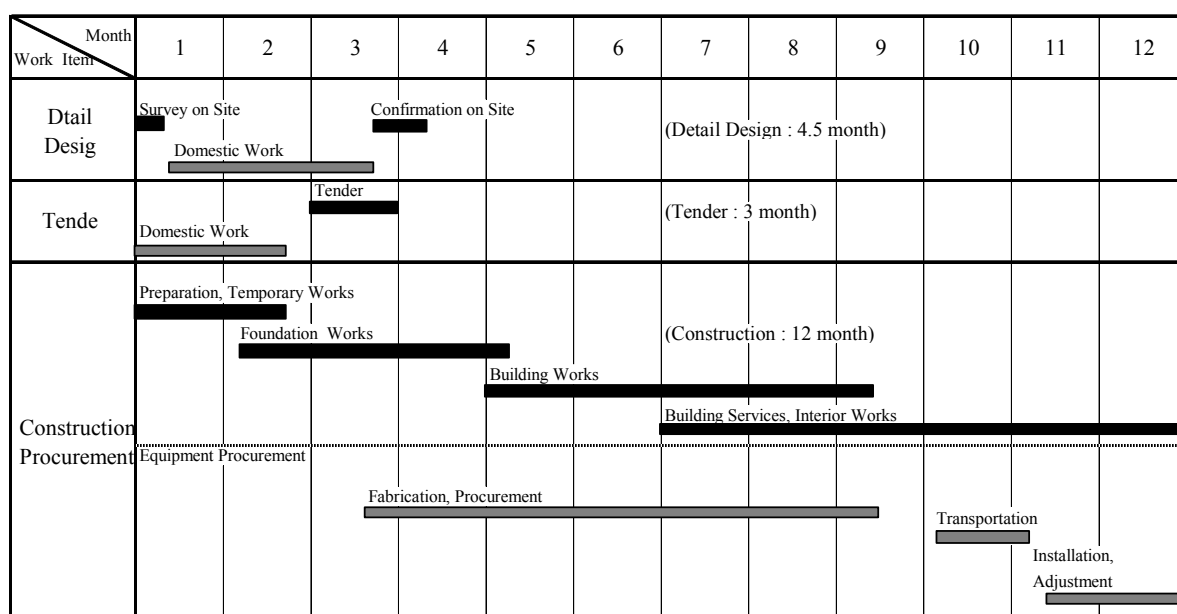 Month
Work Item
1 2 3 4 5 6 7 8 9 10 11 12
Dtail
Desig
Survey on Site
Confirmation on Site
(Detail Design : 4.5 month)
Domestic Work
Tende
Tender
(Tender : 3 month)
Domestic Work
Construction
Procurement
Preparation, Temporary Works
Foundation Works
(Construction : 12 month)
Building Works
Building Services, Interior Works
Equipment Procurement
Fabrication, Procurement
Transportation
Installation,
Adjustment